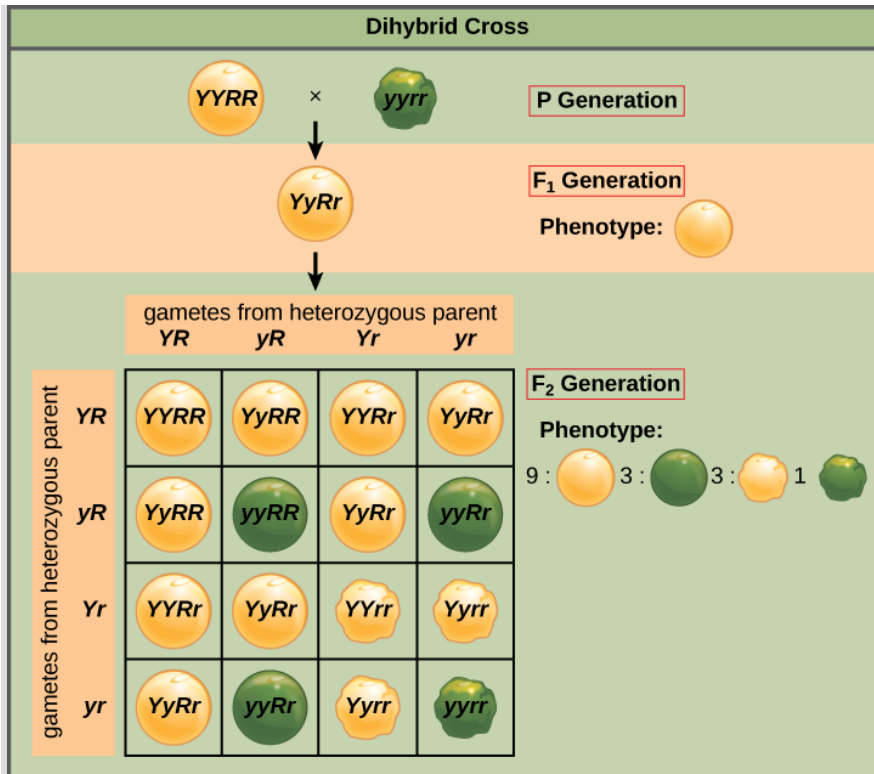 Dihybrid Cross
YYRR × yyrr P Generation
YyRr F1 Generation
Phenotype:
gametes from heterozygous parent
YR yR Yr yr
gametes from heterozygous parent
F2 Generation
Phenotype:
9 : 3 : 3 : 1
YR YYRR YyRR YYRr YyRr
yR YyRR yyRR YyRr yyRr
Yr YYRr YyRr YYrr Yyrr
yr YyRr yyRr Yyrr yyrr